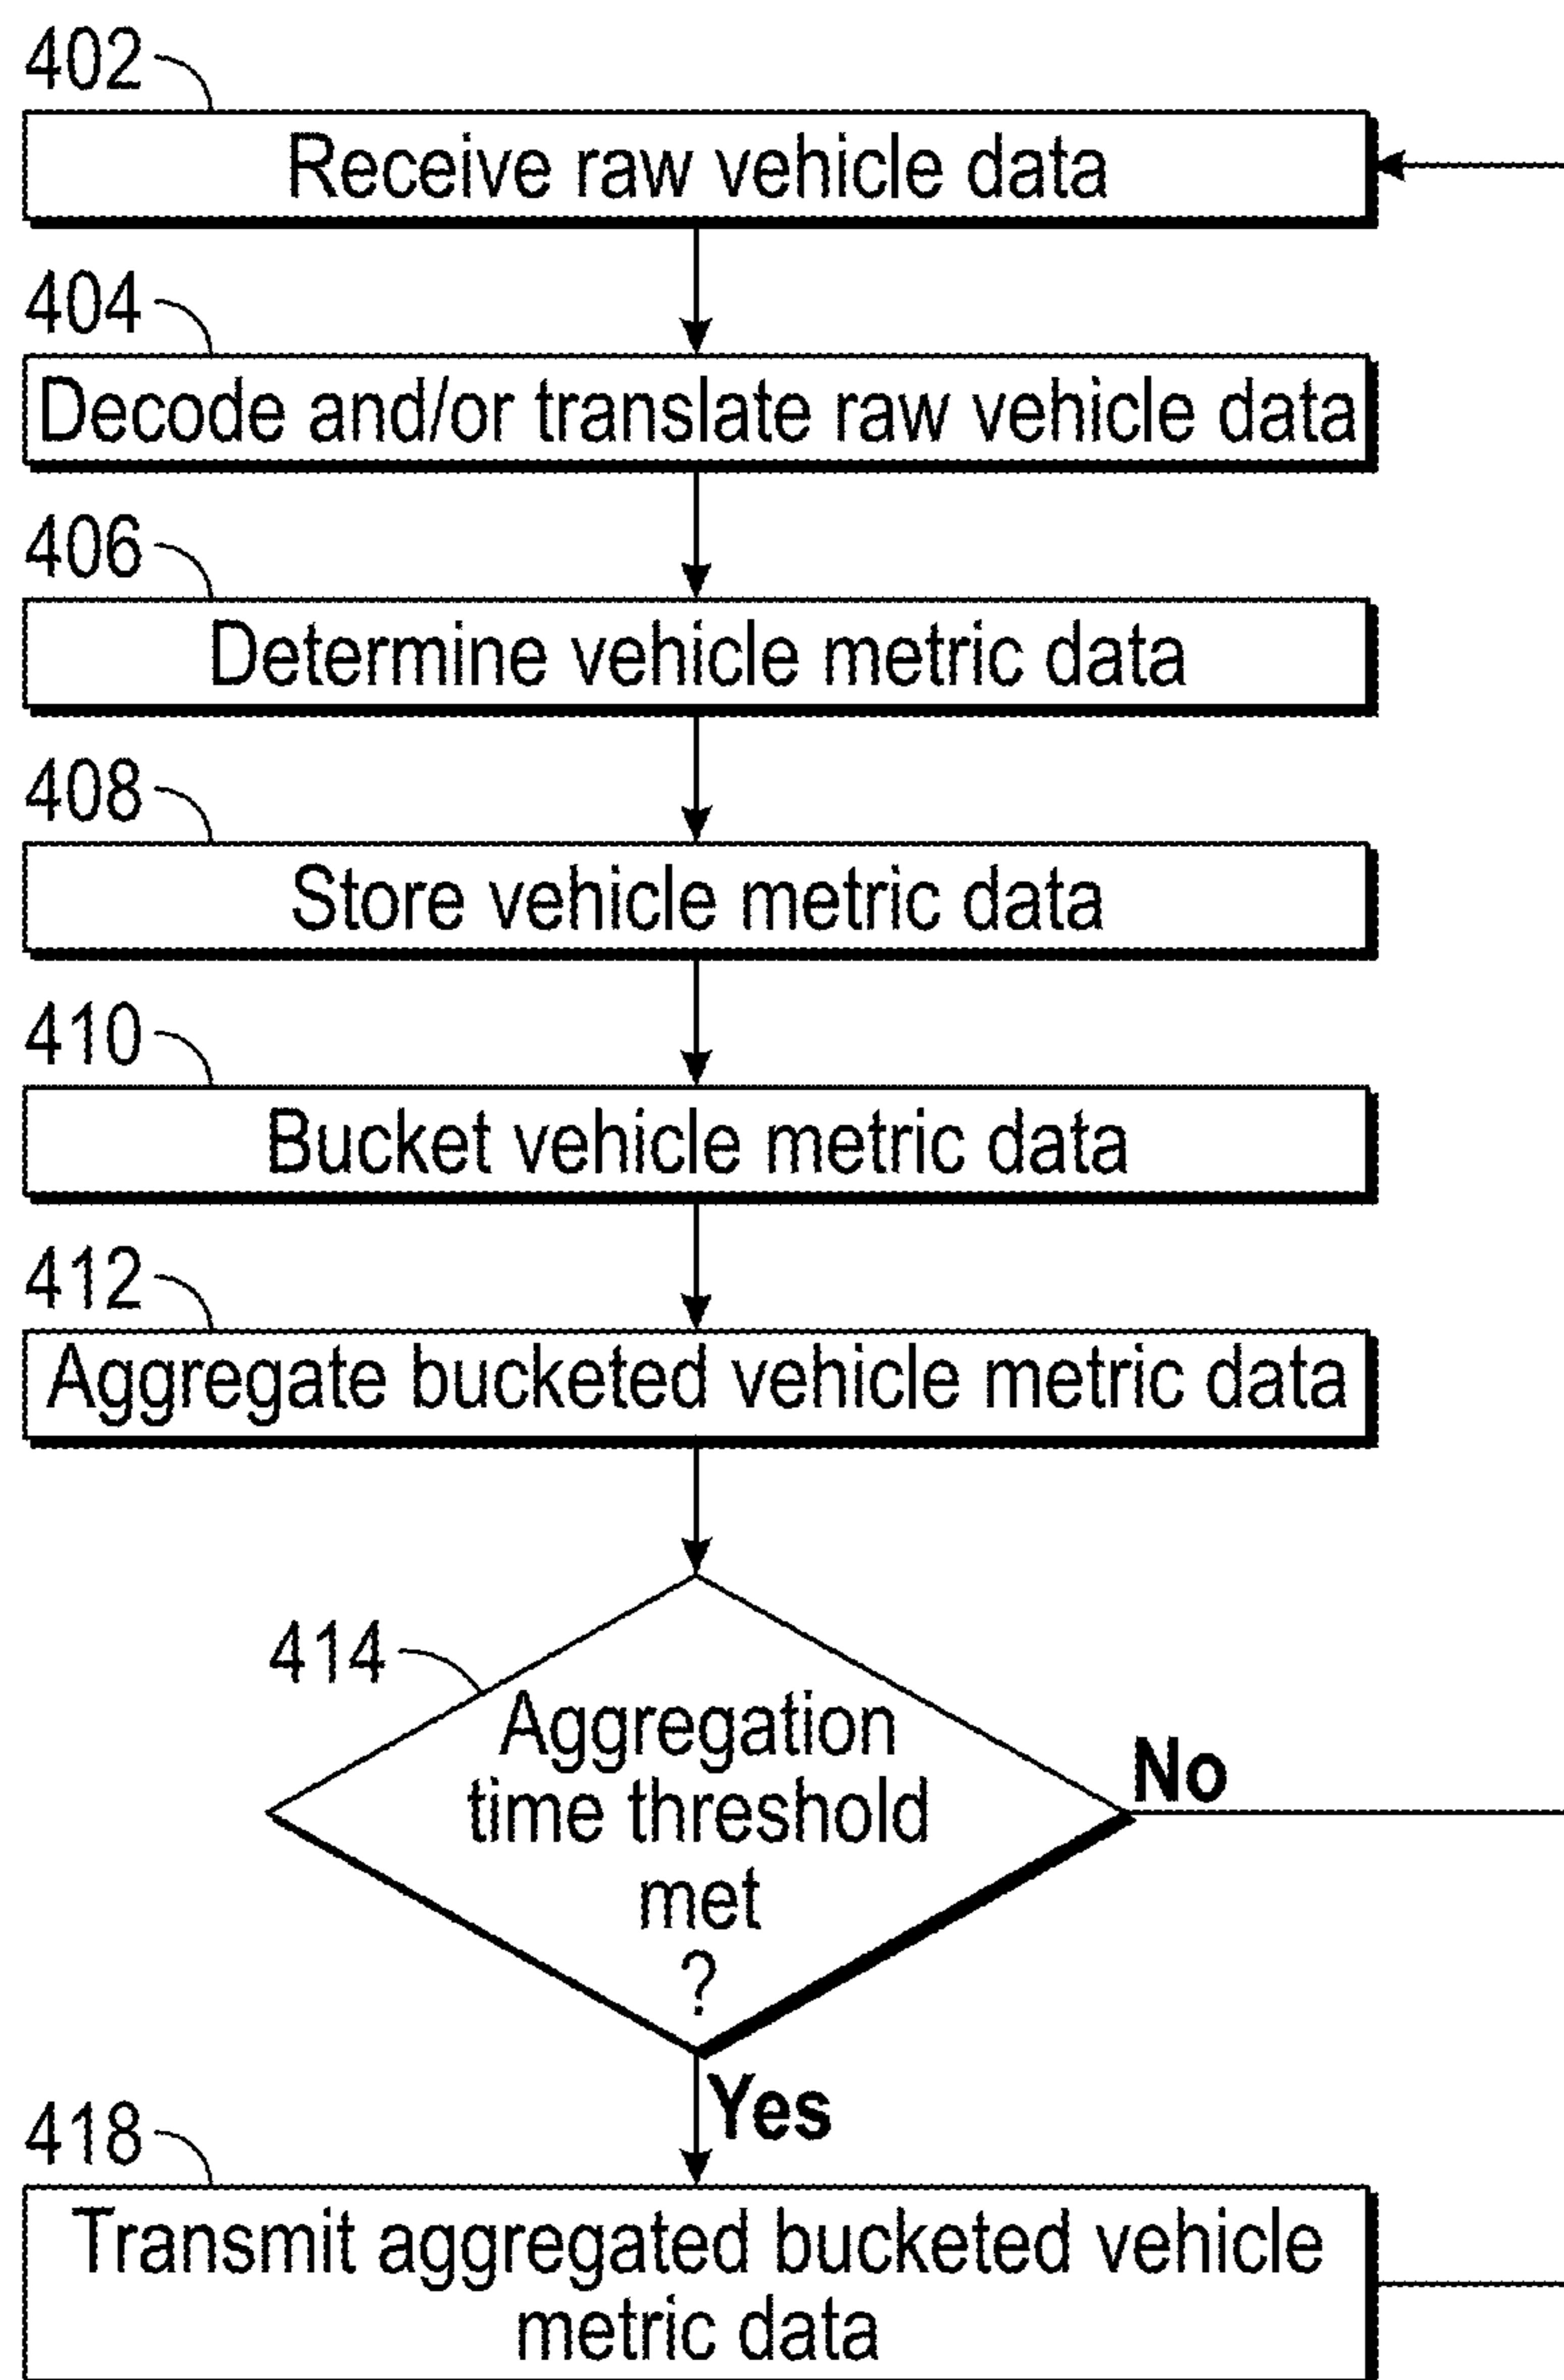 402
Receive raw vehicle data
404
Decode and/or translate raw vehicle data
406
Determine vehicle metric data
408
Store vehicle metric data
410
Bucket vehicle metric data
412
Aggregate bucketed vehicle metric data
414
Aggregation
time threshold
met
?
No
Yes
418
Transmit aggregated bucketed vehicle
metric data